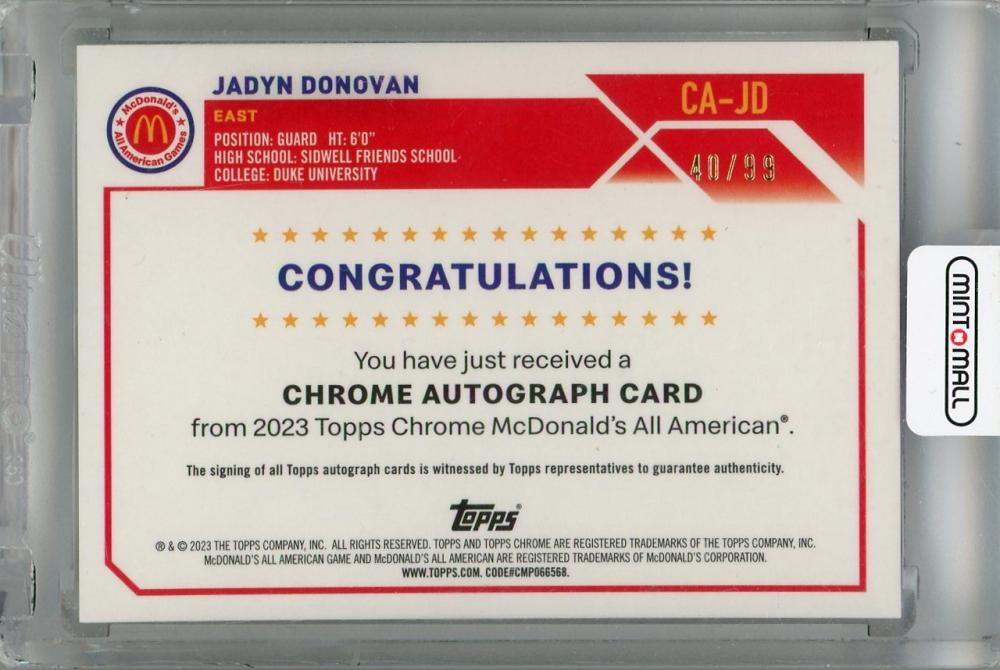 McDonald's
All American Games
JADYN DONOVAN
EAST
POSITION: GUARD HT: 6'0"
HIGH SCHOOL: SIDWELL FRIENDS SCHOOL
COLLEGE: DUKE UNIVERSITY
CA-JD
40/99
CONGRATULATIONS!
You have just received a
CHROME AUTOGRAPH CARD
from 2023 Topps Chrome McDonald's All American®.
The signing of all Topps autograph cards is witnessed by Topps representatives to guarantee authenticity.
topps®
® & © 2023 THE TOPPS COMPANY, INC. ALL RIGHTS RESERVED. TOPPS AND TOPPS CHROME ARE REGISTERED TRADEMARKS OF THE TOPPS COMPANY, INC.
McDONALD'S ALL AMERICAN GAME AND McDONALD'S ALL AMERICAN ARE REGISTERED TRADEMARKS OF McDONALD'S CORPORATION.
WWW.TOPPS.COM. CODE#CMP066568.
MINT MALL